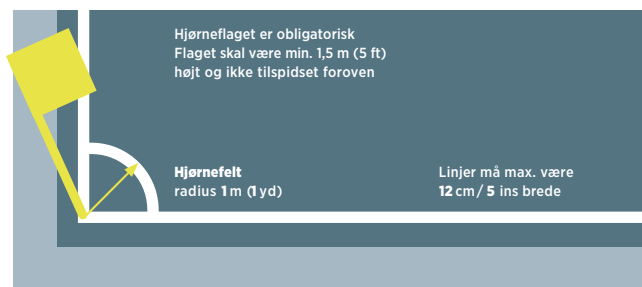 Hjørneflaget er obligatorisk
Flaget skal være min. 1,5 m (5 ft)
højt og ikke tilspidset foroven
Hjørnefelt
radius 1 m (1 yd)
Linjer må max. være
12 cm / 5 ins brede